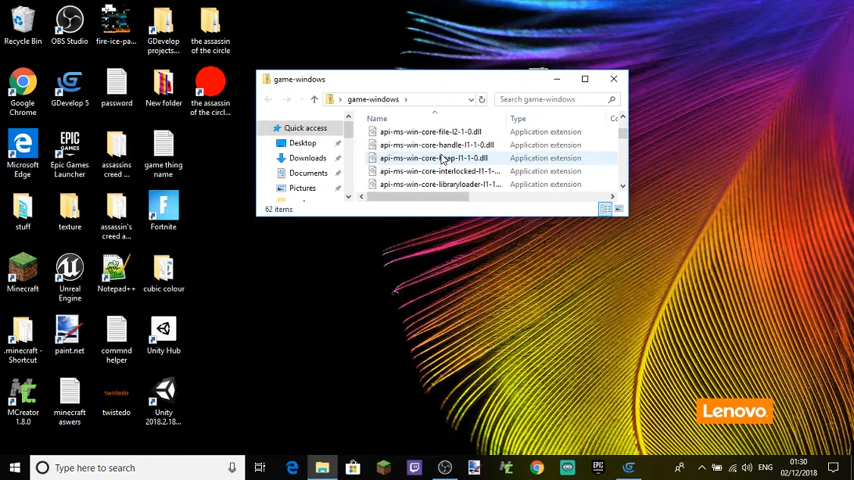 Recycle Bin
OBS Studio
fire-ice-pa...
GDevelop
projects...
the assassin
of the circle
Google
Chrome
GDevelop 5
password
New folder
the assassin
of the circl...
Microsoft
Edge
Epic Games
Launcher
assassins
creed ...
game thing
name
stuff
texture
assassin's
creed a...
Fortnite
Minecraft
Unreal
Engine
Notepad++
cubic colour
.minecraft -
Shortcut
paint.net
commnd
helper
Unity Hub
MCreator
1.8.0
minecraft
aswers
twistedo
twistedo
Unity
2018.2.18...
game-windows
game-windows
Search game-windows
Name
Type
Co
Quick access
Desktop
Downloads
Documents
Pictures
api-ms-win-core-file-l2-1-0.dll
Application extension
api-ms-win-core-handle-l1-1-0.dll
Application extension
api-ms-win-core-heap-l1-1-0.dll
Application extension
api-ms-win-core-interlocked-l1-1-...
Application extension
api-ms-win-core-libraryloader-l1-1...
Application extension
62 items
Lenovo
EPIC
GAMES
Type here to search
ENG
01:30
02/12/2018